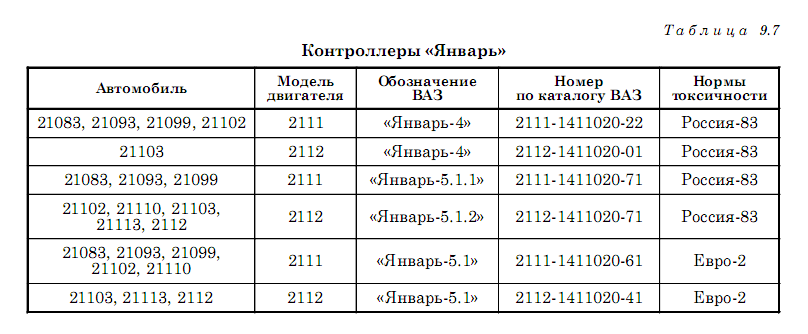 Таблица 9.7
Контроллеры «Январь»
Автомобиль Модель двигателя Обозначение ВАЗ Номер по каталогу ВАЗ Нормы токсичности
21083, 21093, 21099, 21102 2111 «Январь-4» 2111-1411020-22 Россия-83
21103 2112 «Январь-4» 2112-1411020-01 Россия-83
21083, 21093, 21099 2111 «Январь-5.1.1» 2111-1411020-71 Россия-83
21102, 21110, 21103,
21113, 2112 2112 «Январь-5.1.2» 2112-1411020-71 Россия-83
21083, 21093, 21099,
21102, 21110 2111 «Январь-5.1» 2111-1411020-61 Евро-2
21103, 21113, 2112 2112 «Январь-5.1» 2112-1411020-41 Евро-2